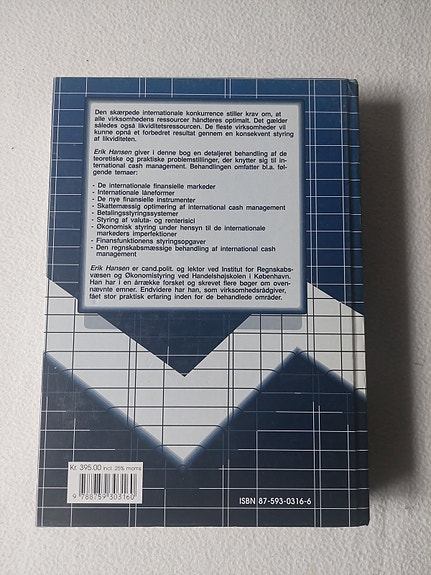 Den skærpede internationale konkurrence stiller krav om, at
alle virksomhedens ressourcer håndteres optimalt. Det gælder
således også likviditetsressourcen. De fleste virksomheder vil
kunne opnå et forbedret resultat gennem en konsekvent styring
af likviditeten.
Erik Hansen giver i denne bog en detaljeret behandling af de
teoretiske og praktiske problemstillinger, der knytter sig til in-
ternational cash management. Behandlingen omfatter bl.a. føl-
gende temaer:
- De internationale finansielle markeder
- Internationale låneformer
- De nye finansielle instrumenter
- Skattemæssig optimering af international cash management
- Betalingsstyringssystemer
- Styring af valuta- og renterisici
- Økonomisk styring under hensyn til de internationale
markeders imperfektioner
- Finansfunktionens styringsopgaver
- Den regnskabsmæssige behandling af international cash
management
Erik Hansen er cand.polit. og lektor ved Institut for Regnskabs-
væsen og Økonomistyring ved Handelshøjskolen i København.
Han har i en årrække forsket og skrevet flere bøger om oven-
nævnte emner. Endvidere har han, som virksomhedsrådgiver,
fået stor praktisk erfaring inden for de behandlede områder.
Kr. 395.00 incl. 25% moms
9 788759 303160
ISBN 87-593-0316-6